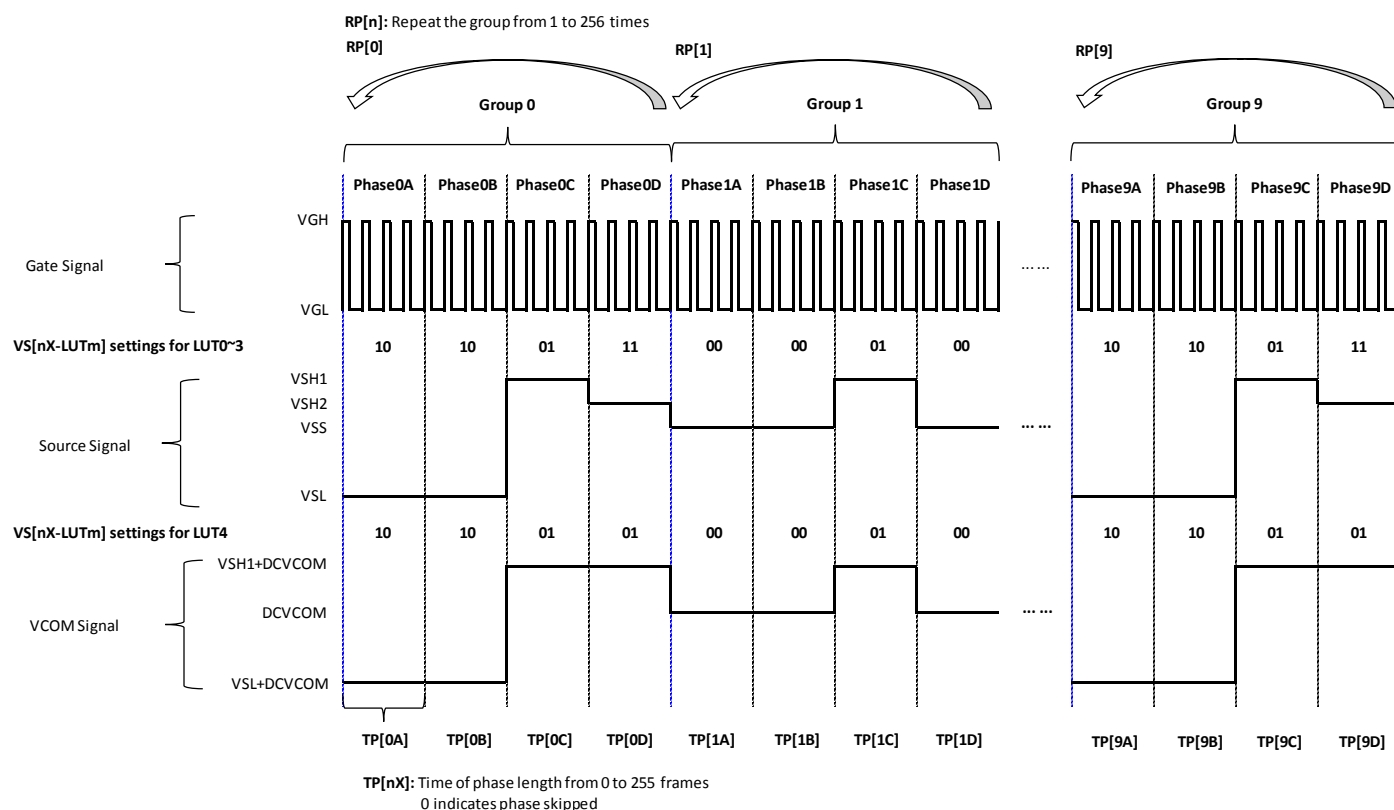 RP[n]: Repeat the group from 1 to 256 times
RP[0] RP[1] RP[9]
Group 0 Group 1 Group 9
Phase0A Phase0B Phase0C Phase0D Phase1A Phase1B Phase1C Phase1D Phase9A Phase9B Phase9C Phase9D
VGH
Gate Signal
... ...
VGL
VS[nX-LUTm] settings for LUT0~3 10 10 01 11 00 00 01 00 10 10 01 11
VSH1
VSH2
VSS ... ...
Source Signal
VSL
VS[nX-LUTm] settings for LUT4 10 10 01 01 00 00 01 00 10 10 01 01
VSH1+DCVCOM
DCVCOM ... ...
VCOM Signal
VSL+DCVCOM
TP[0A] TP[0B] TP[0C] TP[0D] TP[1A] TP[1B] TP[1C] TP[1D] TP[9A] TP[9B] TP[9C] TP[9D]
TP[nX]: Time of phase length from 0 to 255 frames
0 indicates phase skipped